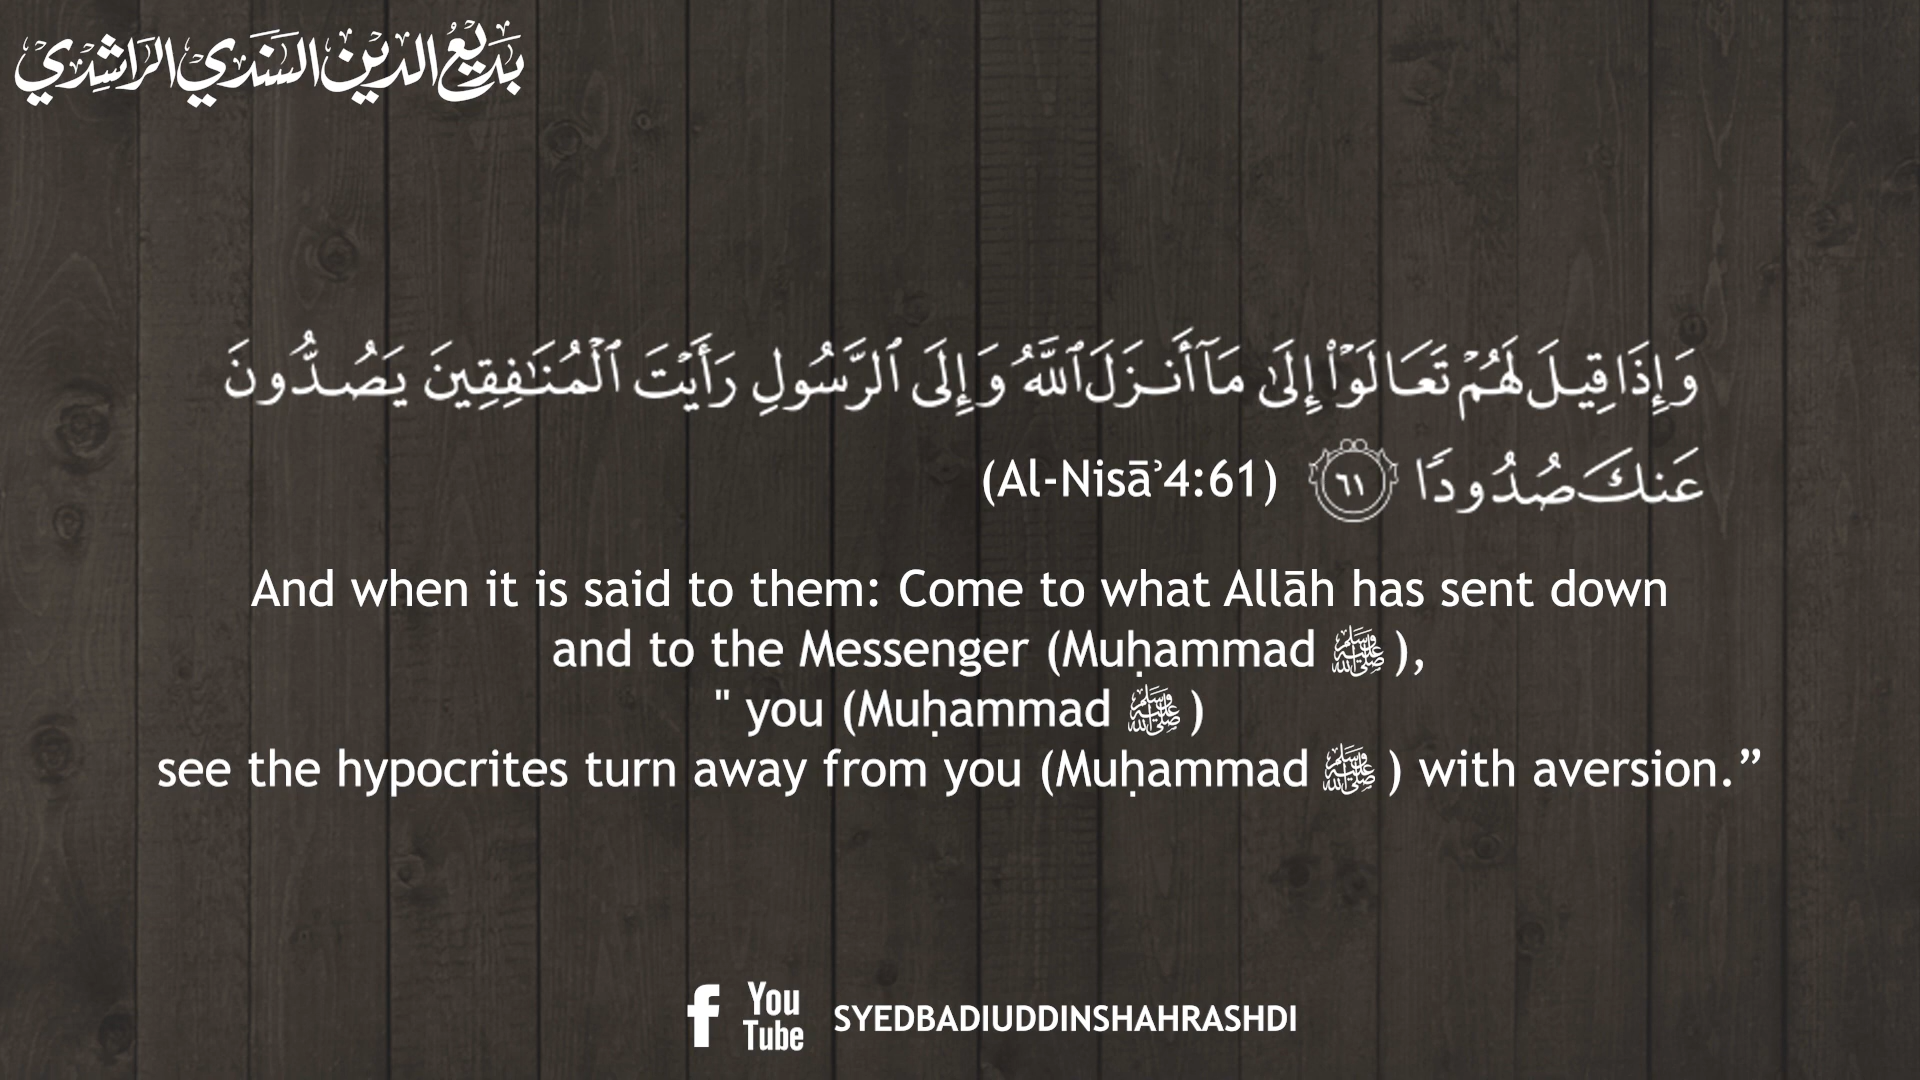 بَدِيْعُ الدين السَنَدِي الرَاشِدِي
وَإِذَا قِيلَ لَهُمْ تَعَالَوْا۟ إِلَىٰ مَآ أَنزَلَ ٱللَّهُ وَإِلَى ٱلرَّسُولِ رَأَيْتَ ٱلْمُنَٰفِقِينَ يَصُدُّونَ
عَنكَ صُدُودًا ٦١ (Al-Nisāʾ4:61)
And when it is said to them: Come to what Allāh has sent down
and to the Messenger (Muḥammad ﷺ ),
" you (Muḥammad ﷺ )
see the hypocrites turn away from you (Muḥammad ﷺ ) with aversion.”
f You Tube SYEDBADIUDDINSHAHRASHDI